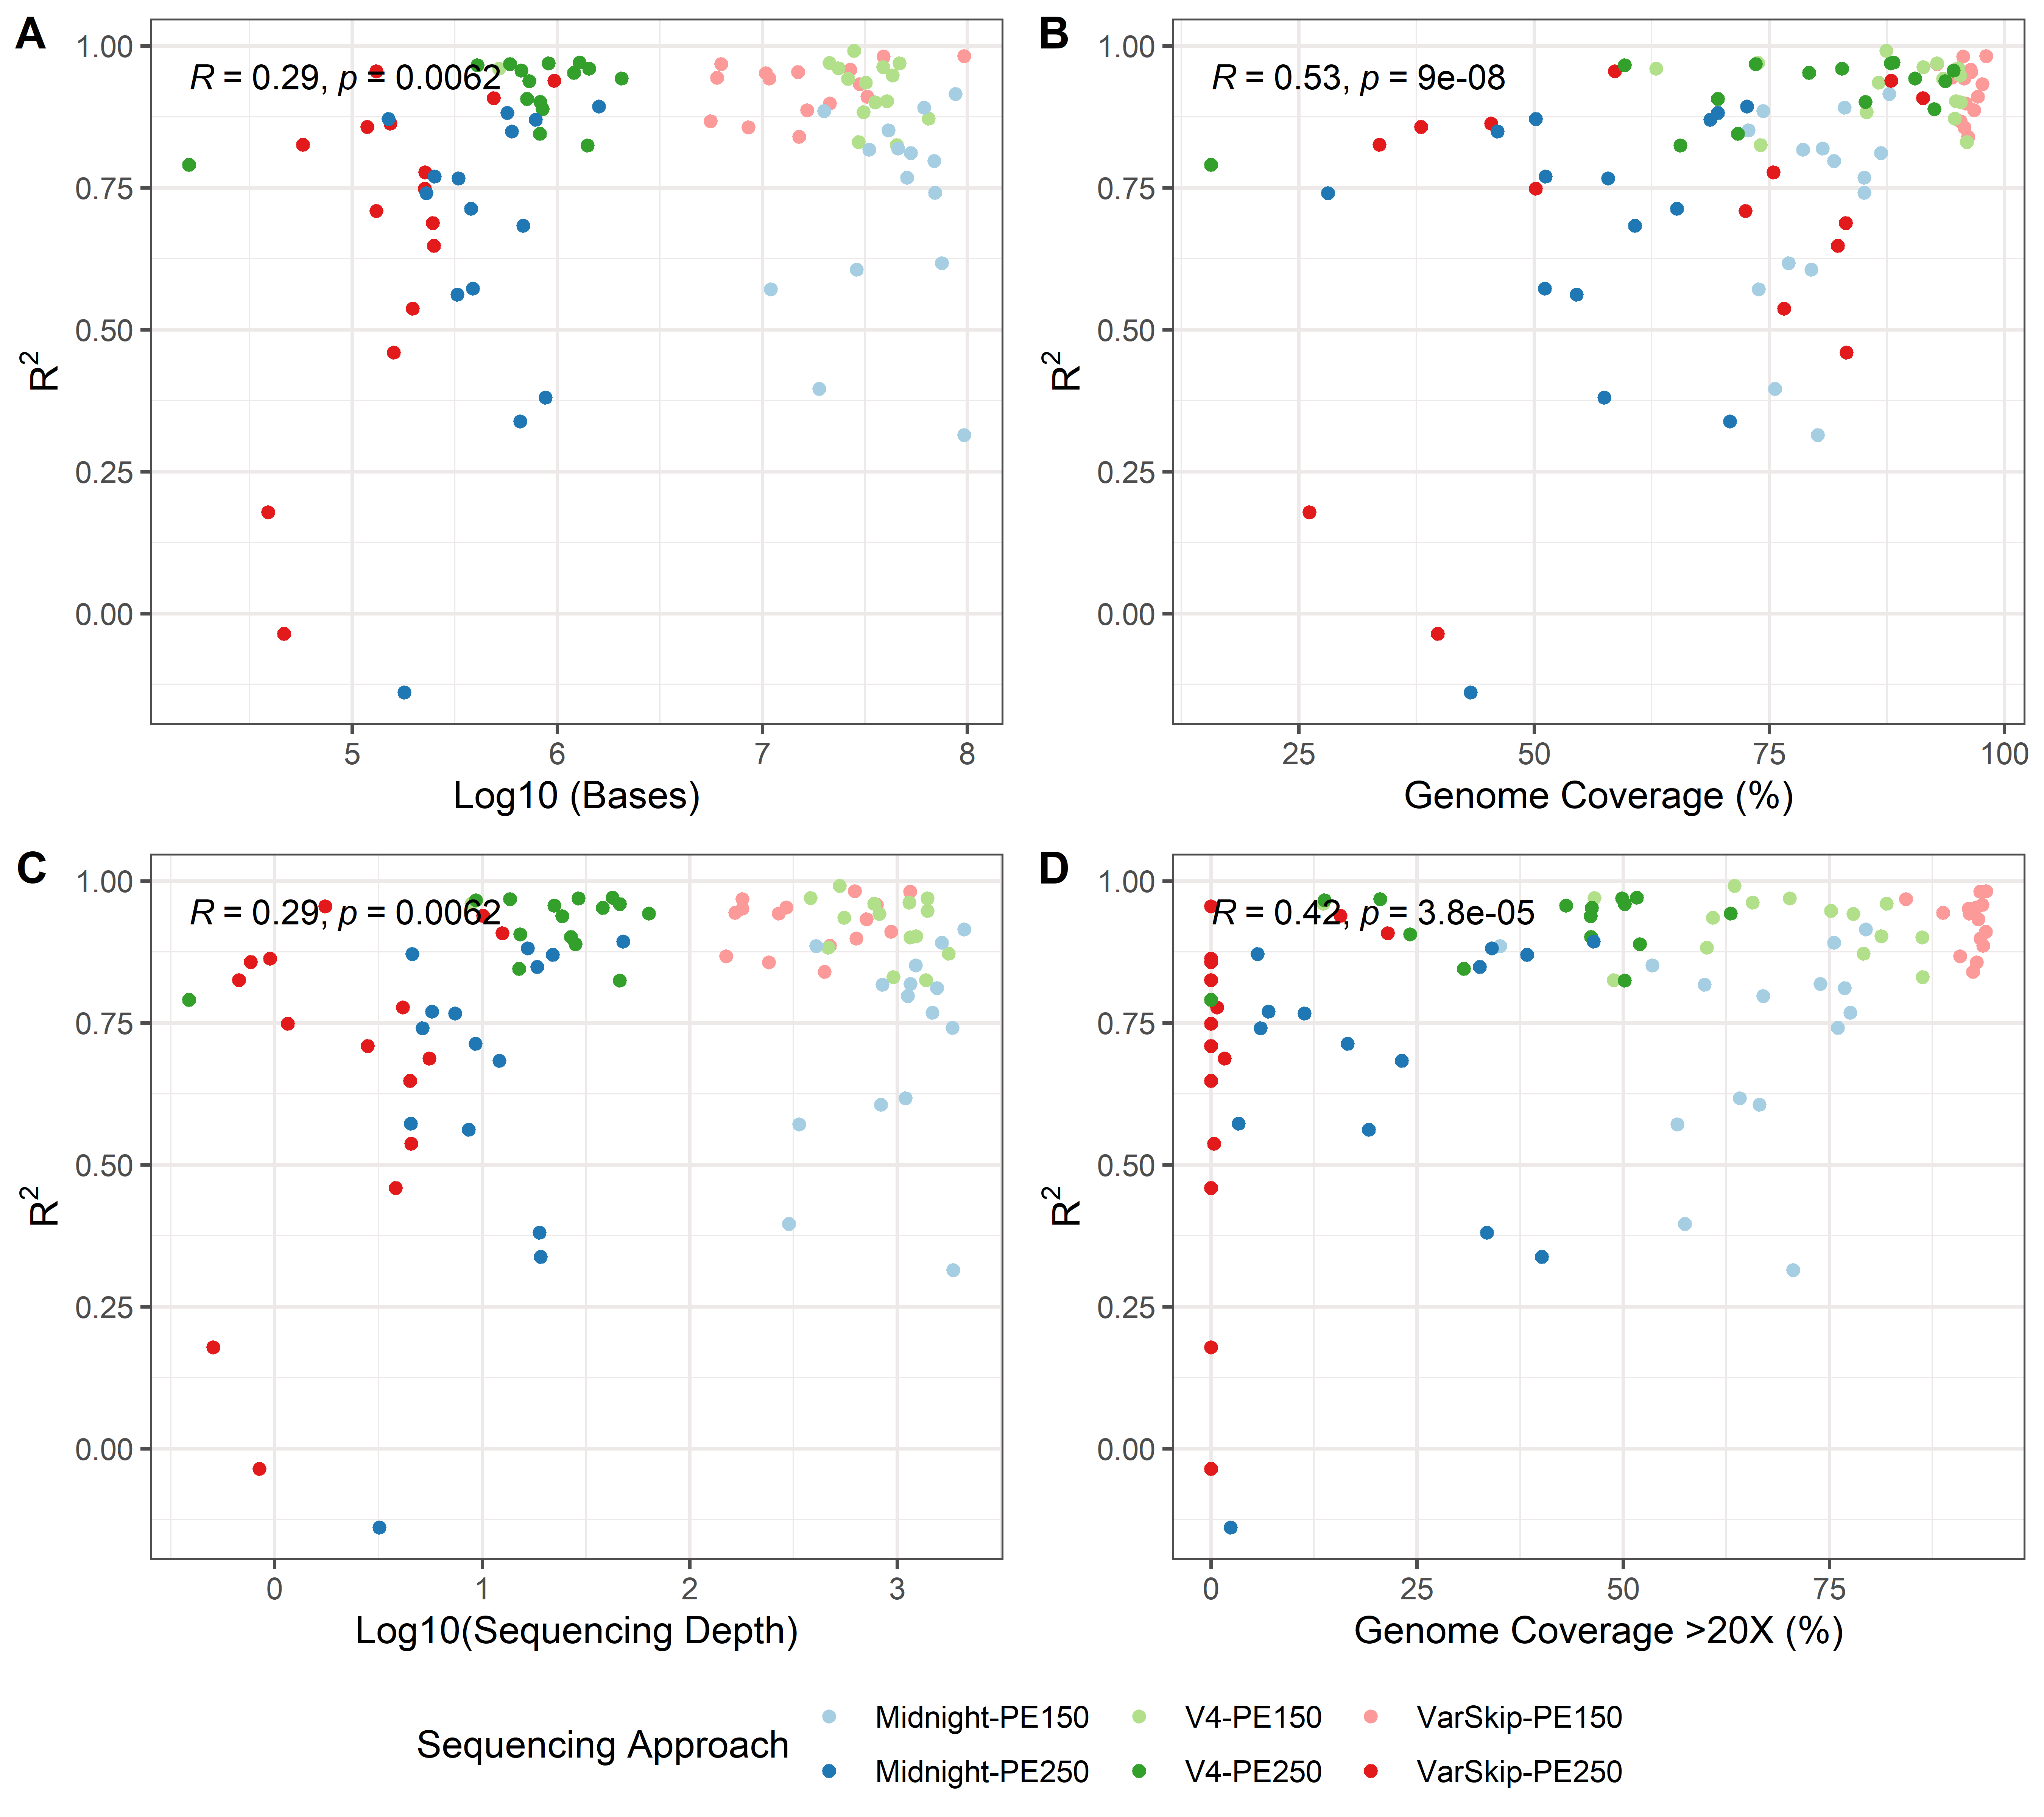 A
R = 0.29, p = 0.0062
1.00
0.75
0.50
0.25
0.00
R2
5 6 7 8
Log10 (Bases)
B
R = 0.53, p = 9e-08
1.00
0.75
0.50
0.25
0.00
R2
25 50 75 100
Genome Coverage (%)
C
R = 0.29, p = 0.0062
1.00
0.75
0.50
0.25
0.00
R2
0 1 2 3
Log10(Sequencing Depth)
D
R = 0.42, p = 3.8e-05
1.00
0.75
0.50
0.25
0.00
R2
0 25 50 75
Genome Coverage >20X (%)
Sequencing Approach
Midnight-PE150 V4-PE150 VarSkip-PE150
Midnight-PE250 V4-PE250 VarSkip-PE250